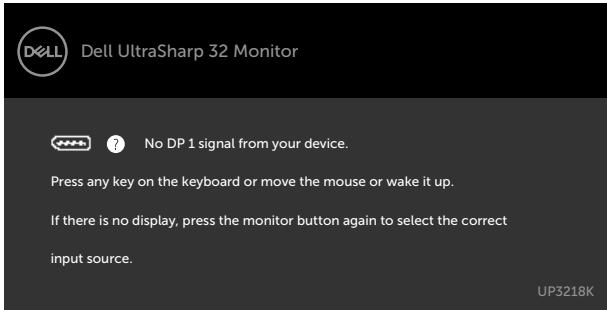 DELL
Dell UltraSharp 32 Monitor
? No DP 1 signal from your device.
Press any key on the keyboard or move the mouse or wake it up.
If there is no display, press the monitor button again to select the correct
input source.
UP3218K